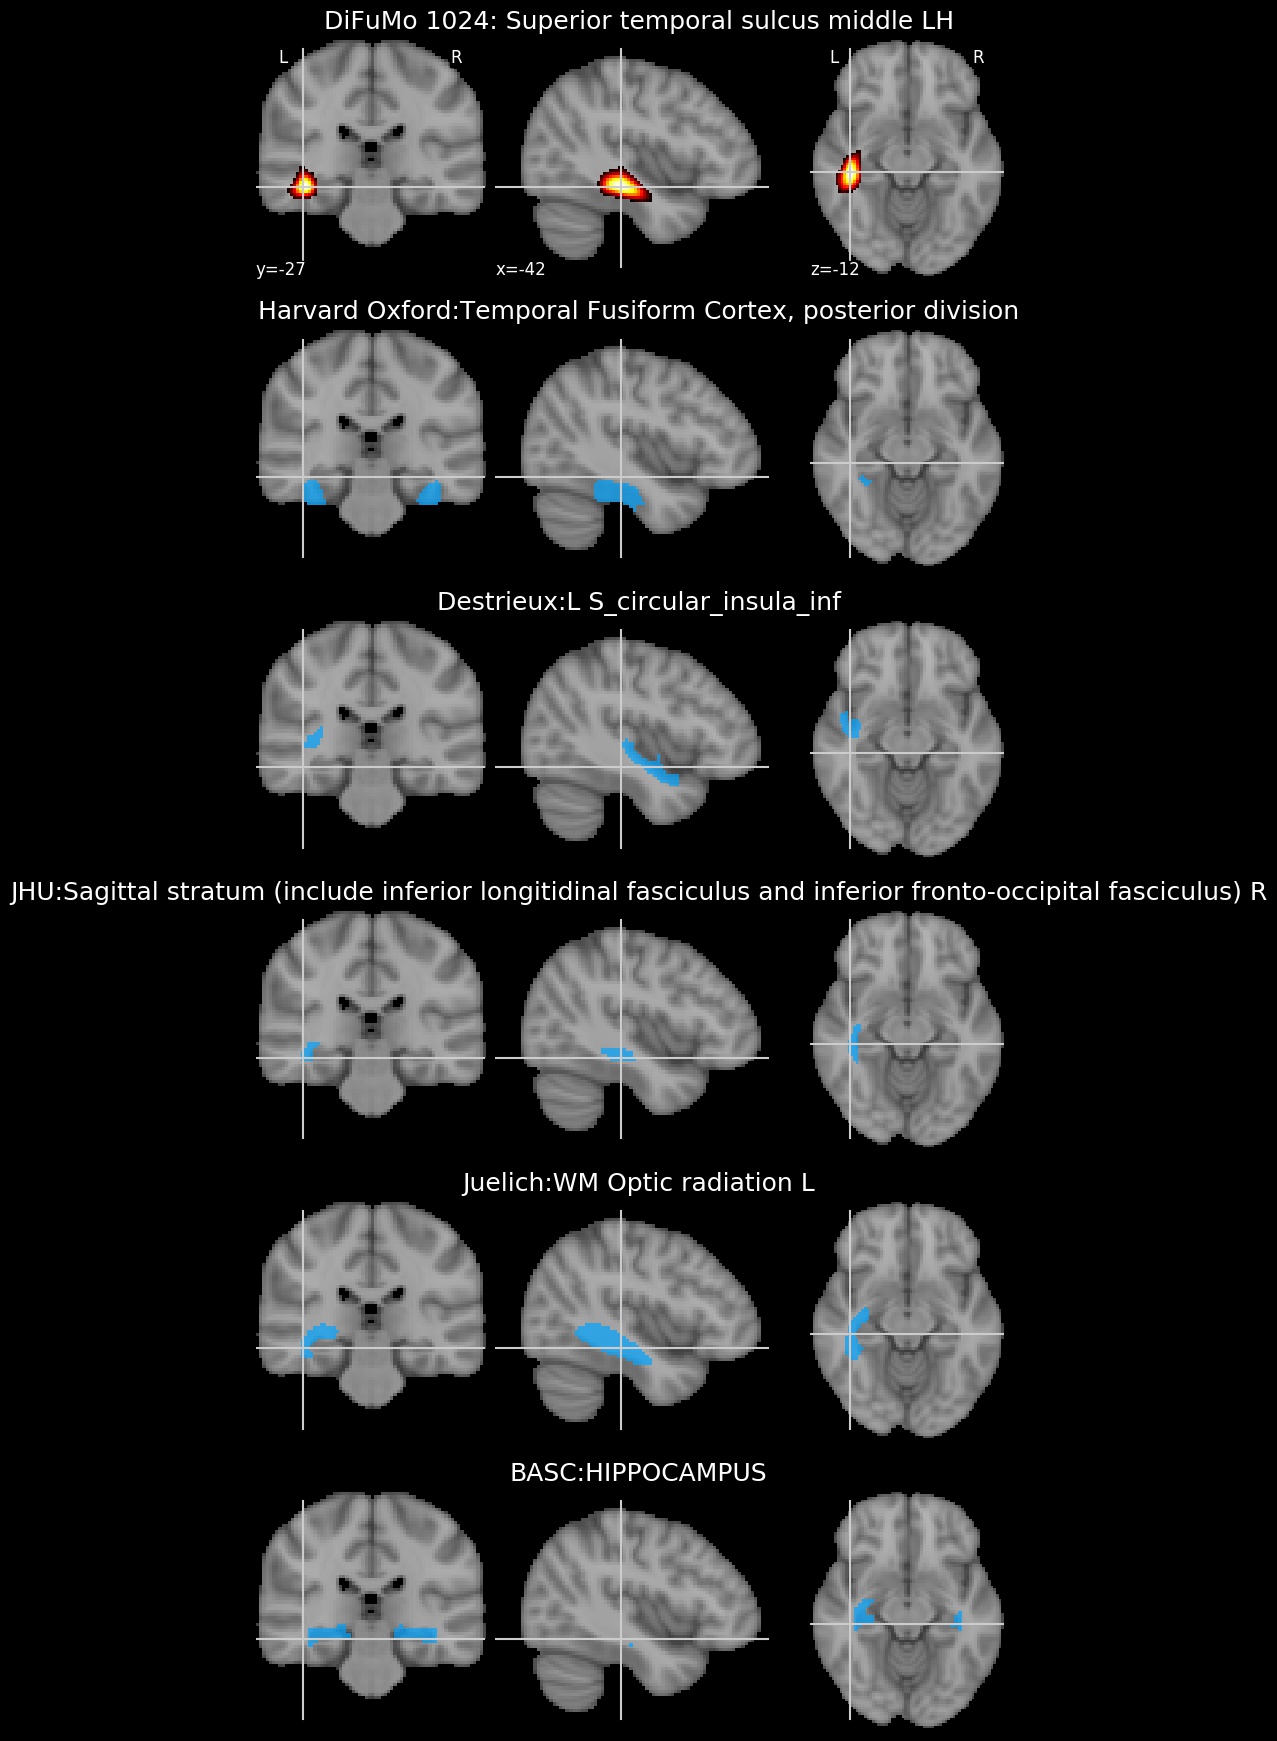 DiFuMo 1024: Superior temporal sulcus middle LH
L R L R
y=-27 x=-42 z=-12
Harvard Oxford:Temporal Fusiform Cortex, posterior division
Destrieux:L S_circular_insula_inf
JHU:Sagittal stratum (include inferior longitidinal fasciculus and inferior fronto-occipital fasciculus) R
Juelich:WM Optic radiation L
BASC:HIPPOCAMPUS